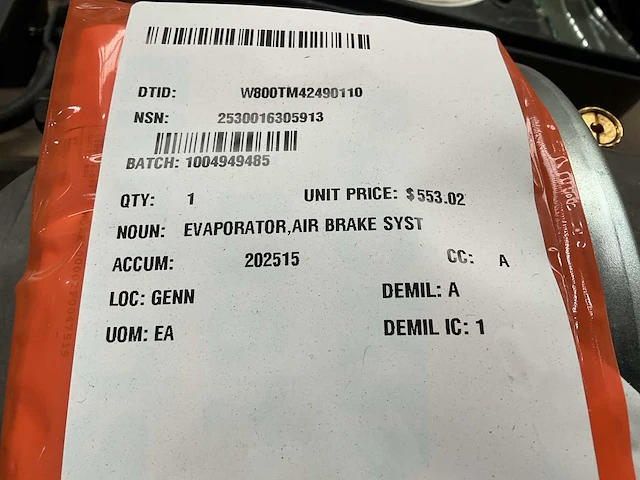 DTID: W800TM42490110
NSN: 2530016305913
BATCH: 1004949485
QTY: 1 UNIT PRICE: $553.02
NOUN: EVAPORATOR,AIR BRAKE SYST
ACCUM: 202515 CC: A
LOC: GENN DEMIL: A
UOM: EA DEMIL IC: 1